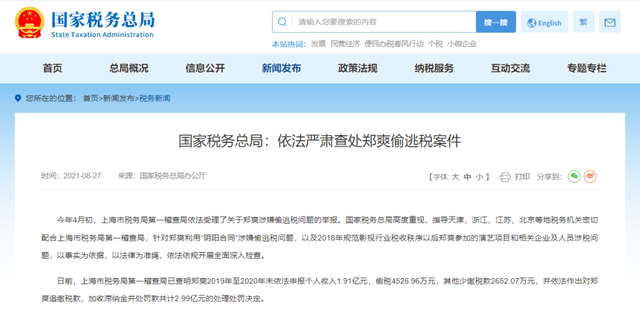 国家税务总局
State Taxation Administration
请输入您要搜索的内容
搜一搜
English
繁
本站热词： 发票 民营经济 便民办税春风行动 个税 小微企业
首页 总局概况 信息公开 新闻发布 政策法规 纳税服务 互动交流 专题专栏
您所在的位置： 首页>新闻发布>税务新闻
国家税务总局：依法严肃查处郑爽偷逃税案件
时间：2021-08-27 来源：国家税务总局办公厅 【字体: 大 中 小】 打印 分享到：
今年4月初，上海市税务局第一稽查局依法受理了关于郑爽涉嫌偷逃税问题的举报。国家税务总局高度重视，指导天津、浙江、江苏、北京等地税务机关密切
配合上海市税务局第一稽查局，针对郑爽利用“阴阳合同”涉嫌偷逃税问题，以及2018年规范影视行业税收秩序以后郑爽参加的演艺项目和相关企业及人员涉税问
题，以事实为依据，以法律为准绳，依法依规开展全面深入检查。
日前，上海市税务局第一稽查局已查明郑爽2019年至2020年未依法申报个人收入1.91亿元，偷税4526.96万元，其他少缴税款2652.07万元，并依法作出对郑
爽追缴税款、加收滞纳金并处罚款共计2.99亿元的处理处罚决定。